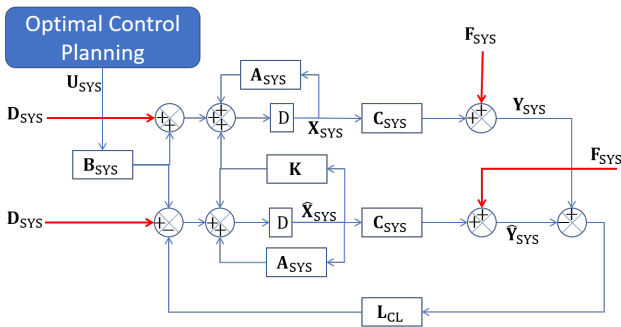 Optimal Control
Planning
U_SYS
D_SYS
B_SYS
A_SYS
D
X_SYS
C_SYS
F_SYS
Y_SYS
K
F_SYS
D_SYS
D
X̂_SYS
C_SYS
Ŷ_SYS
A_SYS
L_CL